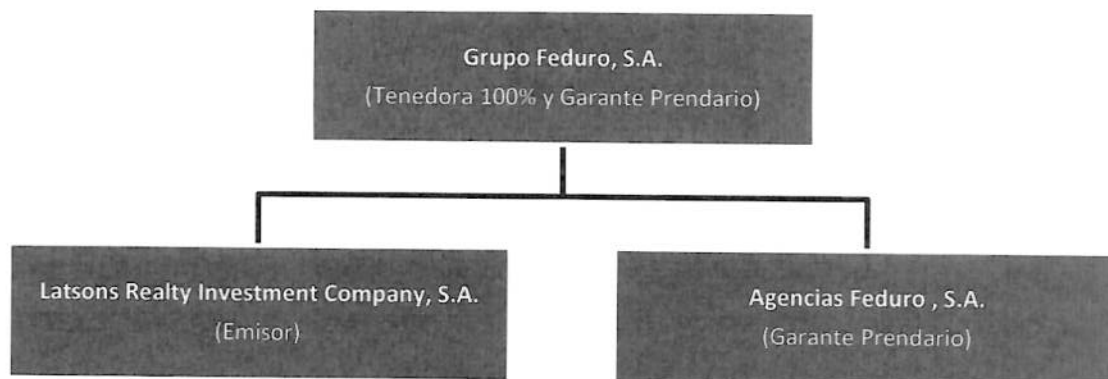 Grupo Feduro, S.A.
(Tenedora 100% y Garante Prendario)
Latsons Realty Investment Company, S.A.
(Emisor)
Agencias Feduro , S.A.
(Garante Prendario)